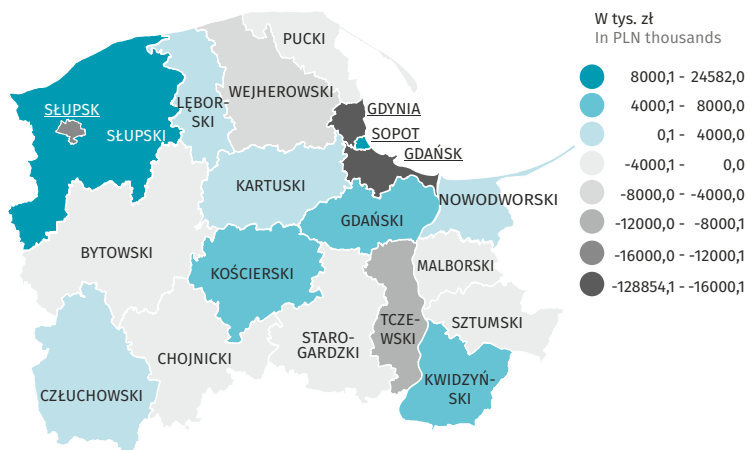 W tys. zł
In PLN thousands
8000,1 - 24582,0
4000,1 - 8000,0
0,1 - 4000,0
-4000,1 - 0,0
-8000,0 - -4000,0
-12000,0 - -8000,1
-16000,0 - -12000,1
-128854,1 - -16000,1
PUCKI
WEJHEROWSKI
LĘBOR-
SKI
SŁUPSK
SŁUPSKI
GDYNIA
SOPOT
GDAŃSK
KARTUSKI
NOWODWORSKI
GDAŃSKI
BYTOWSKI
KOŚCIERSKI
MALBORSKI
TCZE-
WSKI
SZTUMSKI
STARO-
GARDZKI
CHOJNICKI
KWIDZYŃ-
SKI
CZŁUCHOWSKI